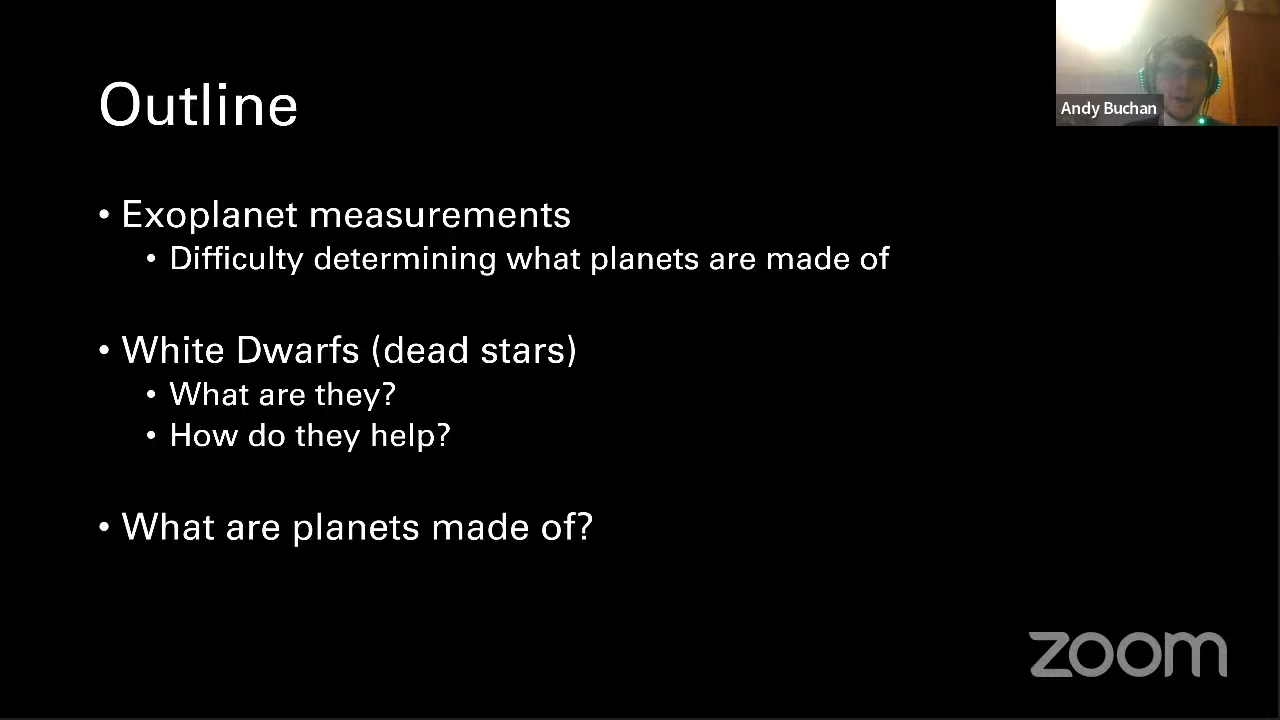 Outline
Andy Buchan
• Exoplanet measurements
• Difficulty determining what planets are made of
• White Dwarfs (dead stars)
• What are they?
• How do they help?
• What are planets made of?
zoom